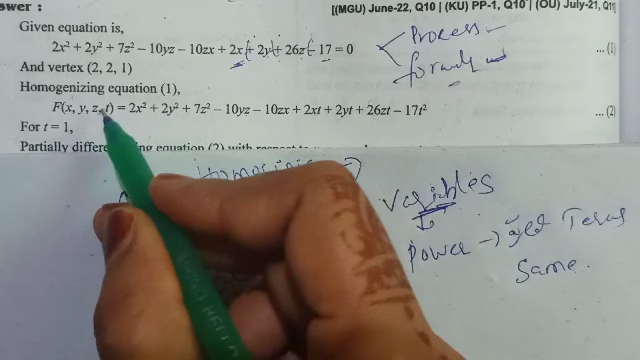 swer :
[(MGU) June-22, Q10 | (KU) PP-1, Q10 | (OU) July-21, Q11
Given equation is,
2x² + 2y² + 7z² – 10yz – 10zx + 2x + 2y + 26z – 17 = 0
... (1)
Process
formula
And vertex (2, 2, 1)
Homogenizing equation (1),
F(x, y, z, t) = 2x² + 2y² + 7z² – 10yz – 10zx + 2xt + 2yt + 26zt – 17t²
... (2)
For t = 1,
Partially differe ing equation (2) with respect to
Variables
Power → Terms
Same.